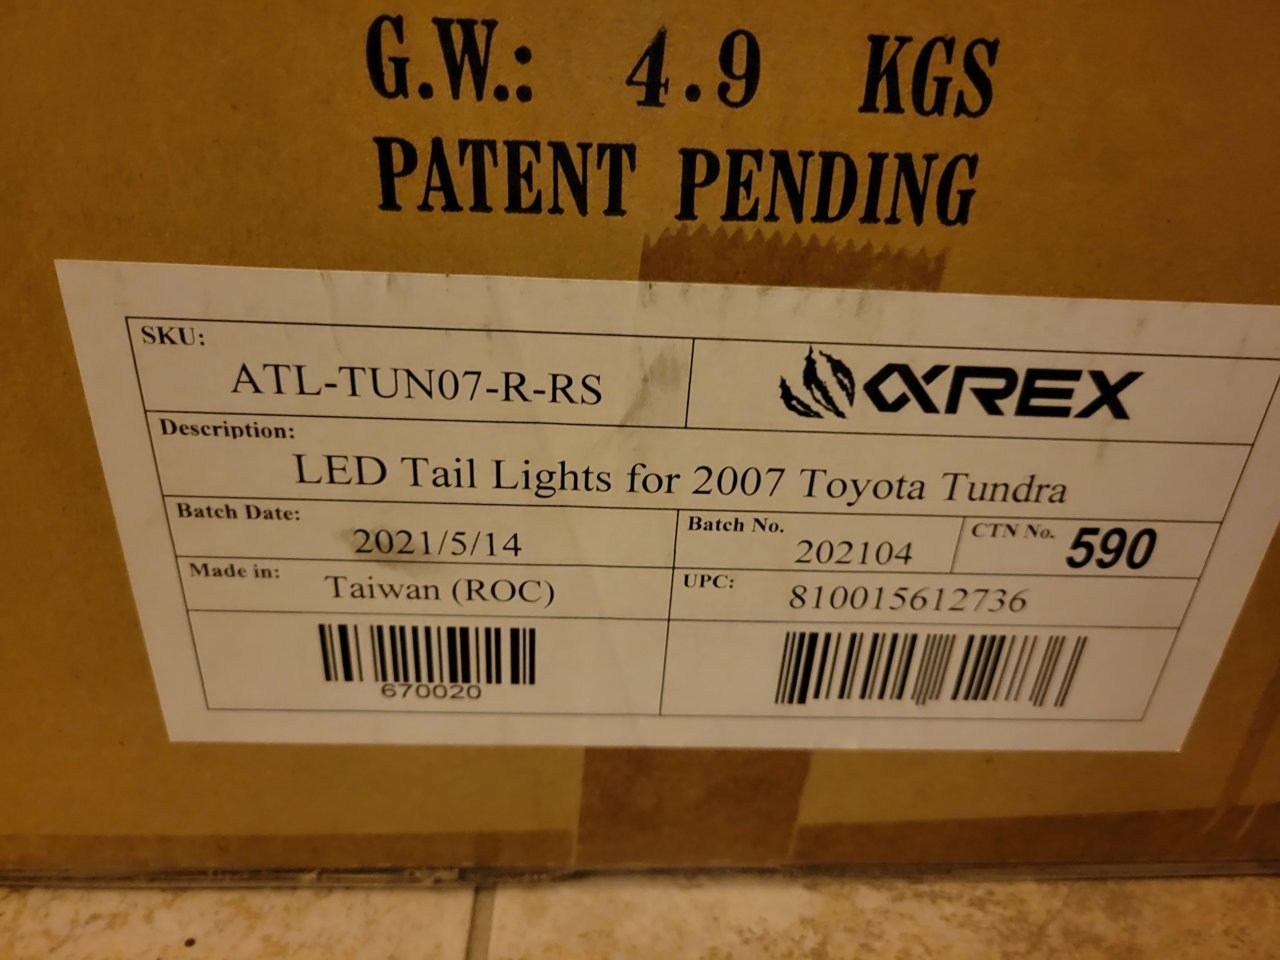 G.W.: 4.9 KGS
PATENT PENDING
SKU:
ATL-TUN07-R-RS
αREX
Description:
LED Tail Lights for 2007 Toyota Tundra
Batch Date:
2021/5/14
Batch No.
202104
CTN No.
590
Made in:
Taiwan (ROC)
UPC:
810015612736
670020